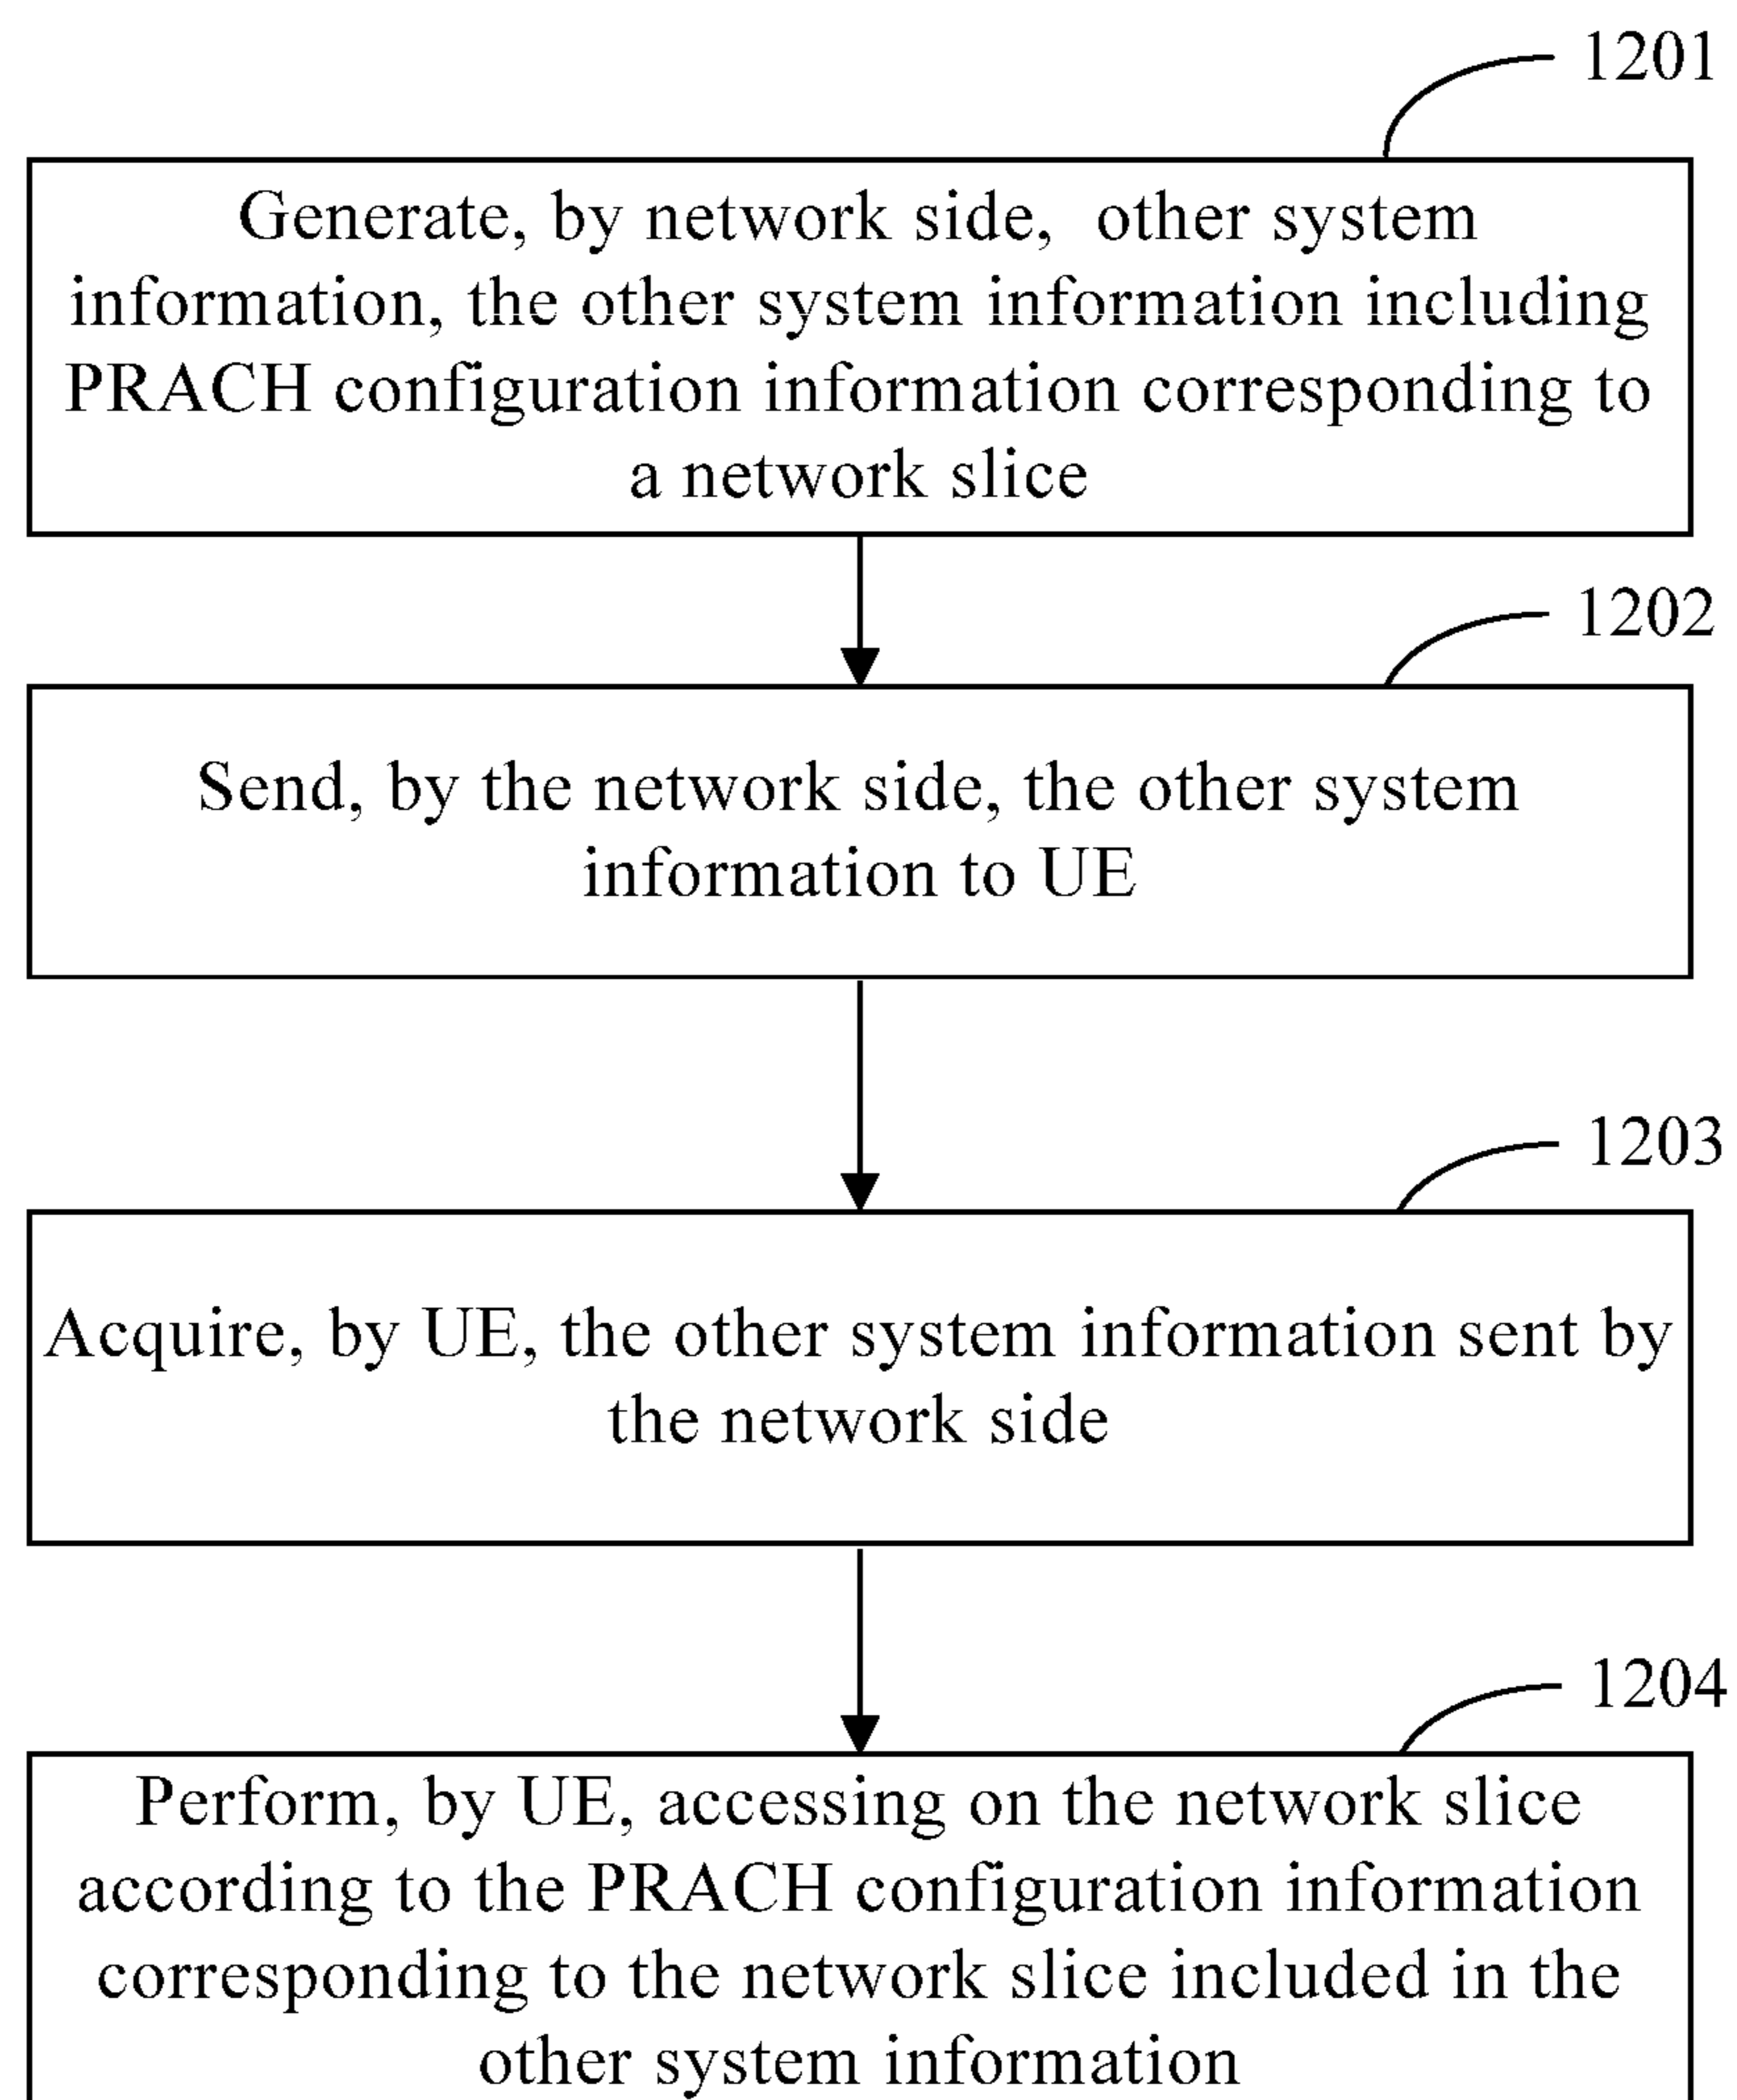 1201
Generate, by network side, other system
information, the other system information including
PRACH configuration information corresponding to
a network slice
1202
Send, by the network side, the other system
information to UE
1203
Acquire, by UE, the other system information sent by
the network side
1204
Perform, by UE, accessing on the network slice
according to the PRACH configuration information
corresponding to the network slice included in the
other system information